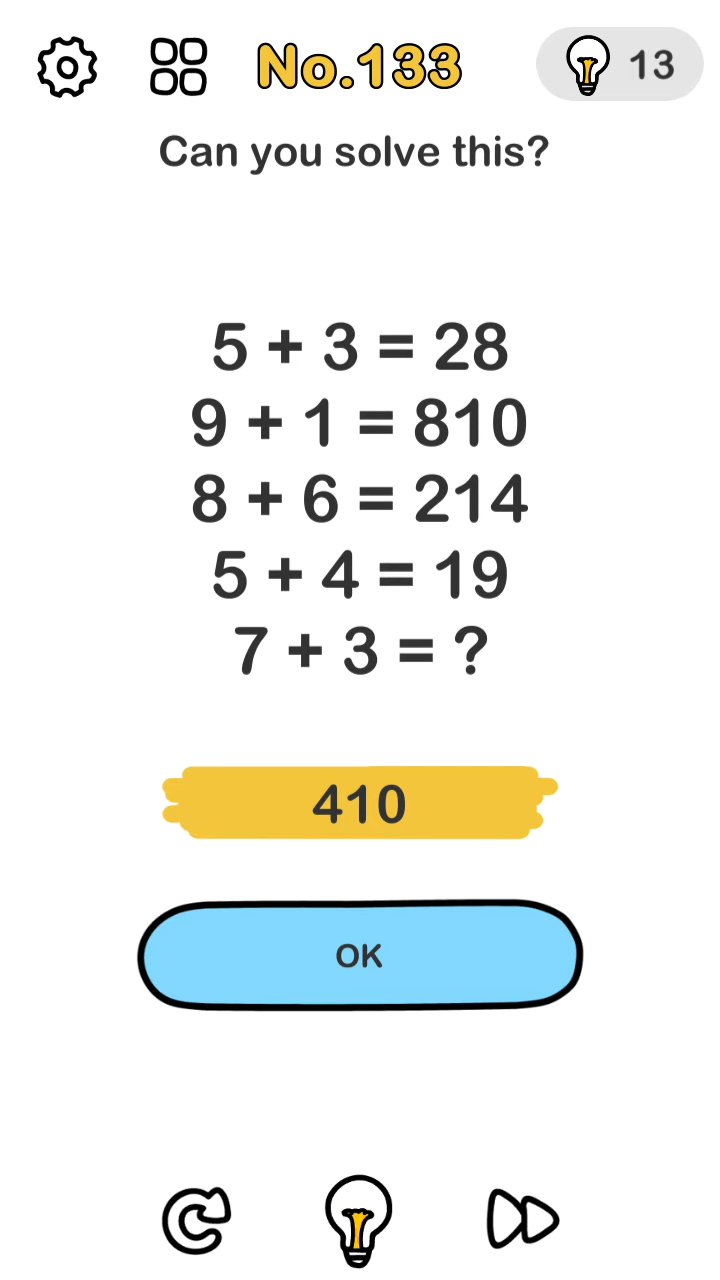 No.133
13
Can you solve this?
5 + 3 = 28
9 + 1 = 810
8 + 6 = 214
5 + 4 = 19
7 + 3 = ?
410
OK